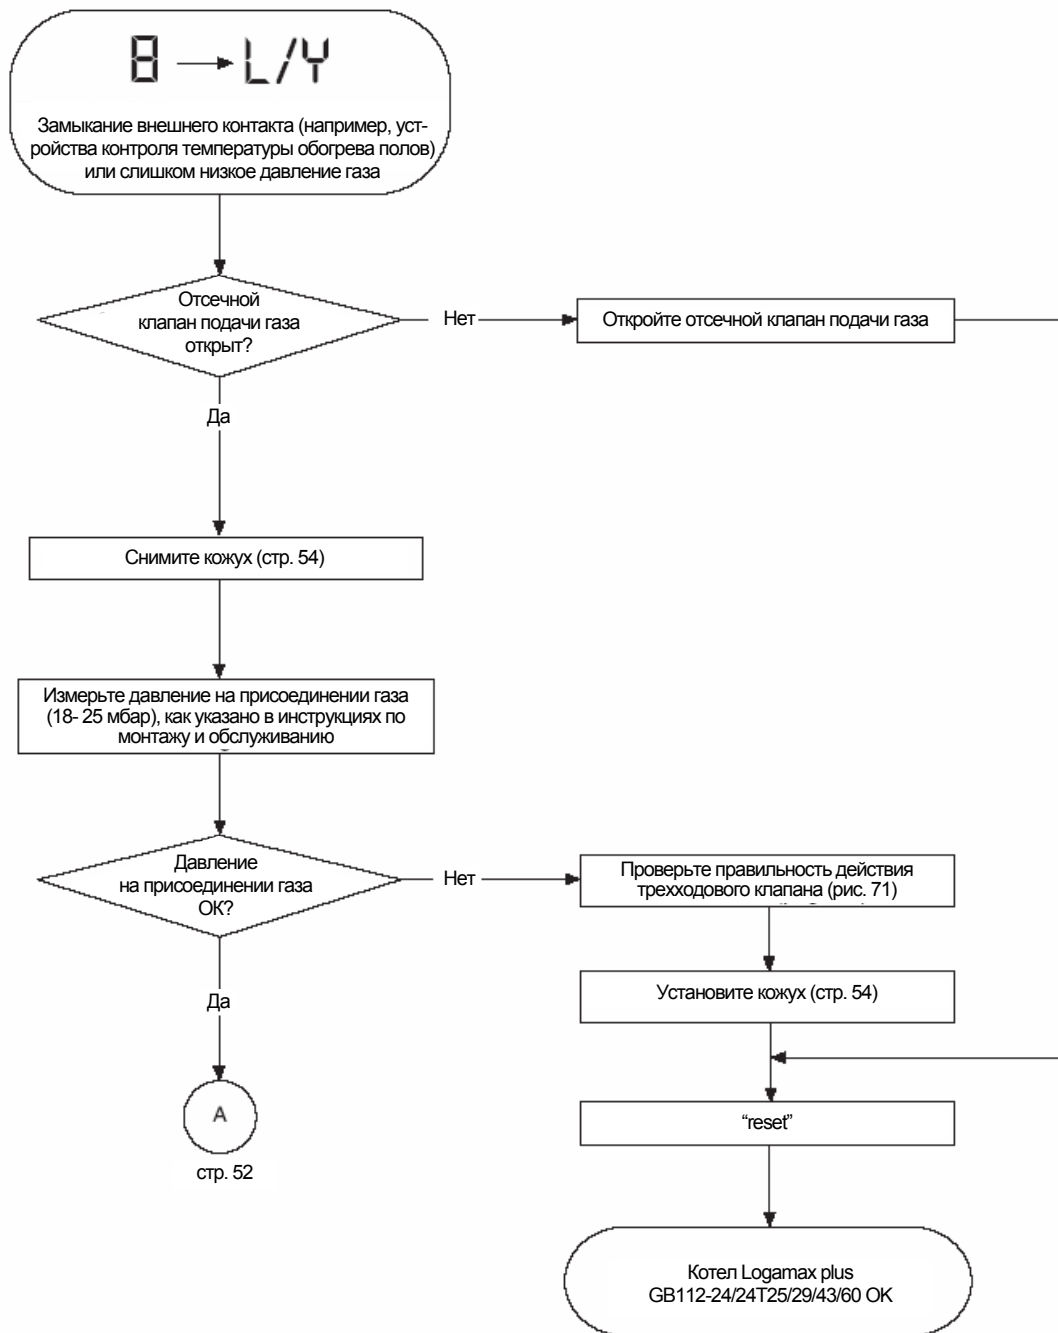 8 → L/Y
Замыкание внешнего контакта (например, уст-
ройства контроля температуры обогрева полов)
или слишком низкое давление газа
Отсечной
клапан подачи газа
открыт?
Нет
Откройте отсечной клапан подачи газа
Да
Снимите кожух (стр. 54)
Измерьте давление на присоединении газа
(18- 25 мбар), как указано в инструкциях по
монтажу и обслуживанию
Давление
на присоединении газа
ОК?
Нет
Проверьте правильность действия
трехходового клапана (рис. 71)
Да
Установите кожух (стр. 54)
A
стр. 52
“reset”
Котел Logamax plus
GB112-24/24T25/29/43/60 OK